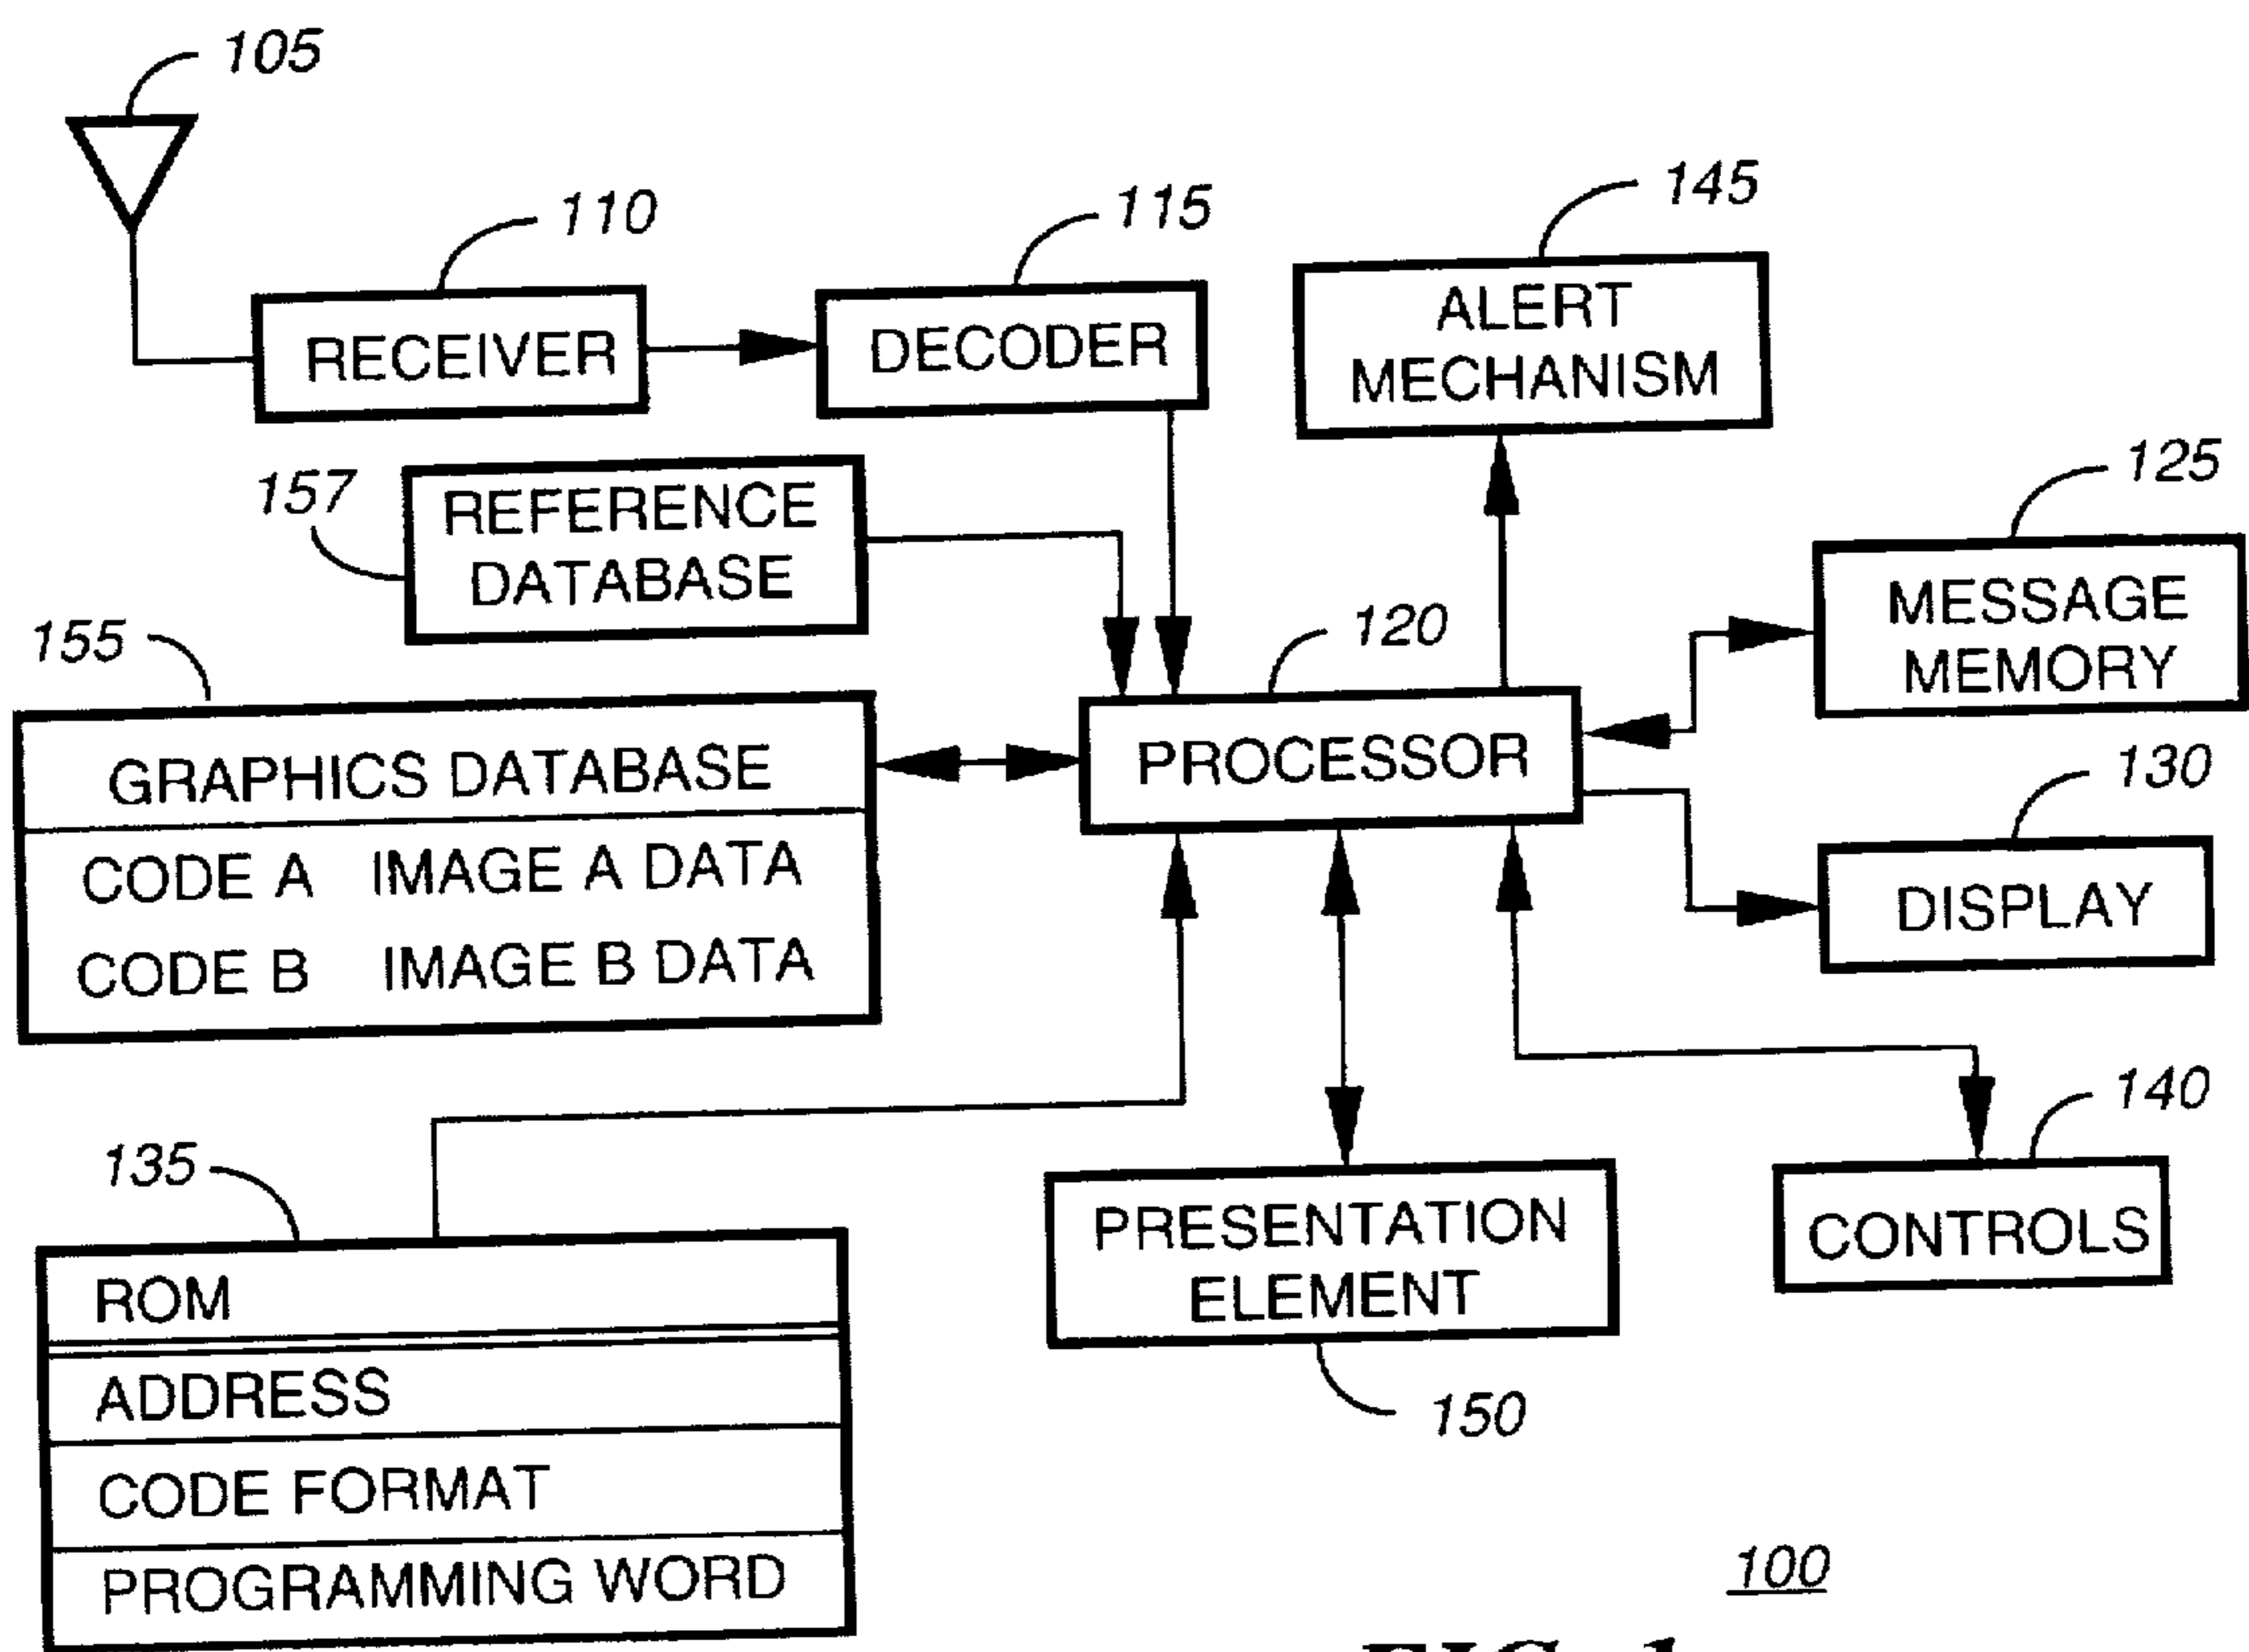 105
110
115
145
RECEIVER
DECODER
ALERT
MECHANISM
157
REFERENCE
DATABASE
125
MESSAGE
MEMORY
155
120
GRAPHICS DATABASE
PROCESSOR
130
CODE A IMAGE A DATA
CODE B IMAGE B DATA
DISPLAY
135
140
ROM
ADDRESS
CODE FORMAT
PROGRAMMING WORD
PRESENTATION
ELEMENT
CONTROLS
150
100